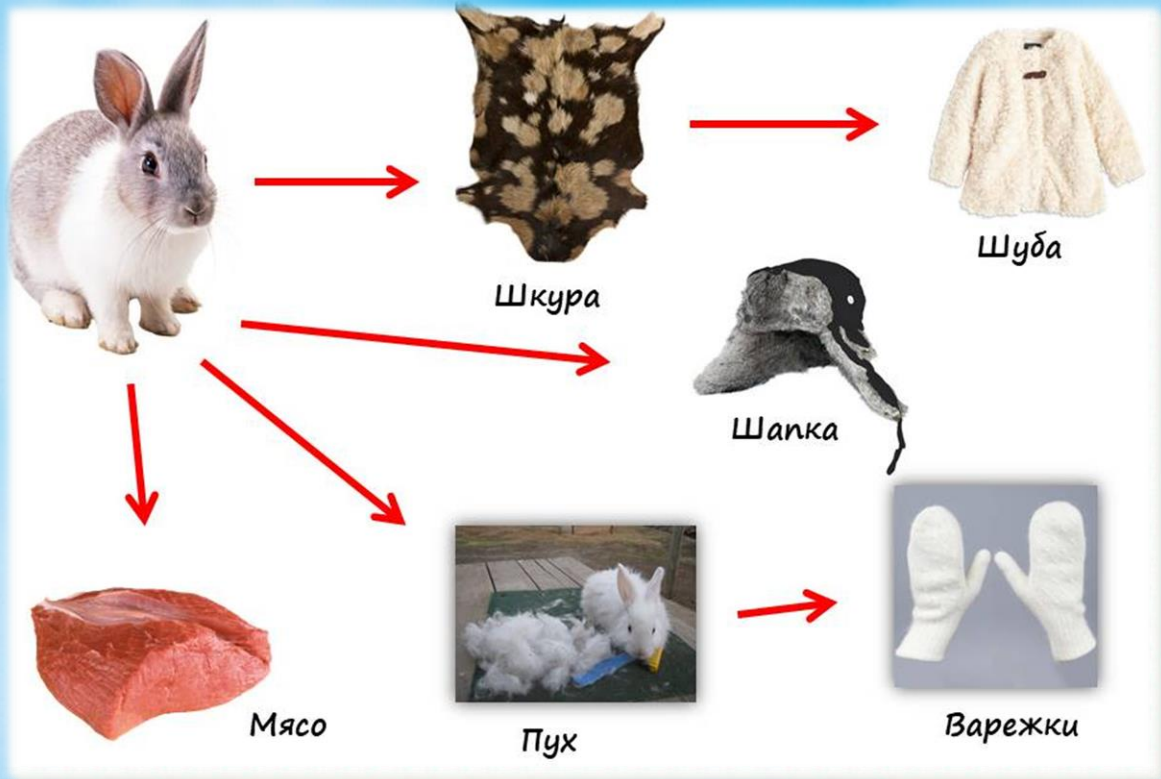 Шуба
Шкура
Шапка
Мясо
Пух
Варежки